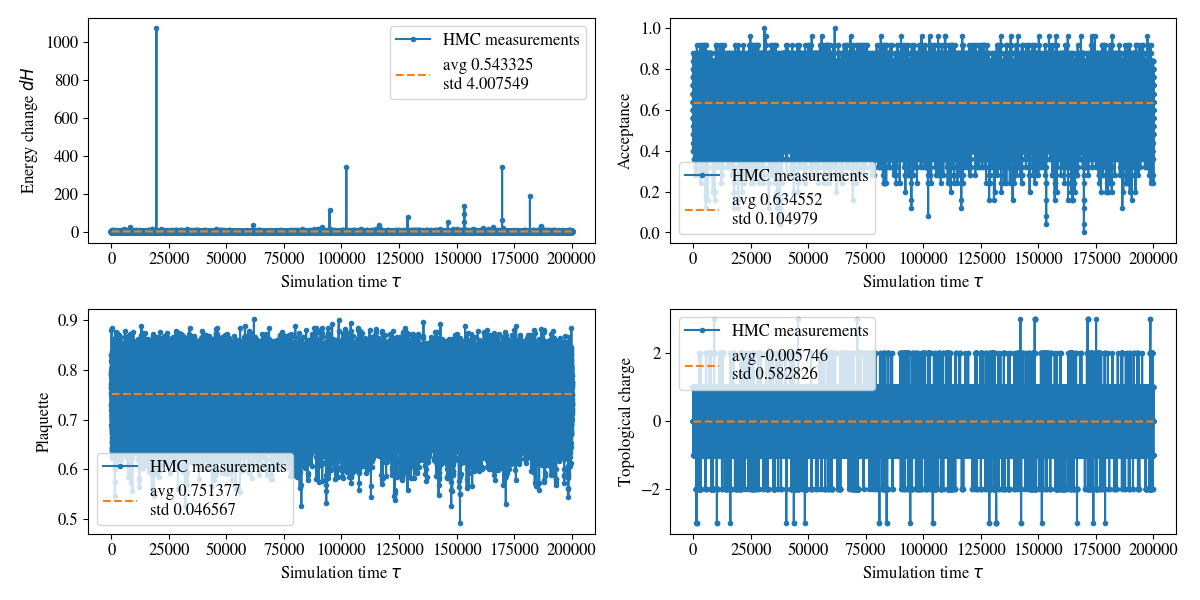 1000
800
600
400
200
0
Energy change dH
HMC measurements
avg 0.543325
std 4.007549
0 25000 50000 75000 100000 125000 150000 175000 200000
Simulation time τ
1.0
0.8
0.6
0.4
0.2
0.0
Acceptance
HMC measurements
avg 0.634552
std 0.104979
0 25000 50000 75000 100000 125000 150000 175000 200000
Simulation time τ
0.9
0.8
0.7
0.6
0.5
Plaquette
HMC measurements
avg 0.751377
std 0.046567
0 25000 50000 75000 100000 125000 150000 175000 200000
Simulation time τ
2
0
−2
Topological charge
HMC measurements
avg -0.005746
std 0.582826
0 25000 50000 75000 100000 125000 150000 175000 200000
Simulation time τ